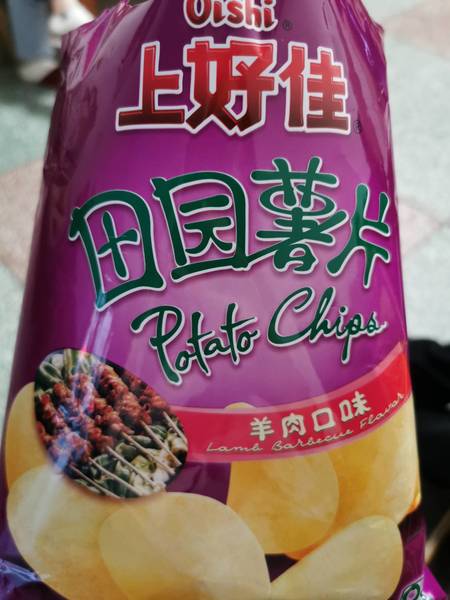 Oishi®
上好佳®
田园薯片
Potato Chips
羊肉口味
Lamb Barbecue Flavor